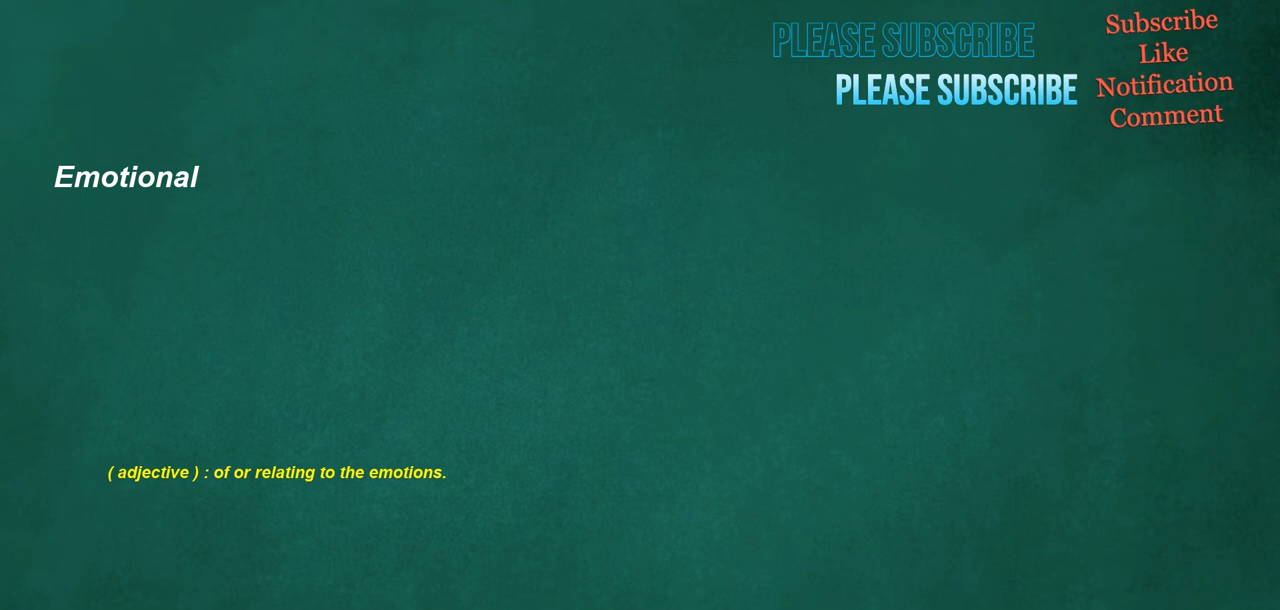 PLEASE SUBSCRIBE
PLEASE SUBSCRIBE
Subscribe
Like
Notification
Comment
Emotional
( adjective ) : of or relating to the emotions.